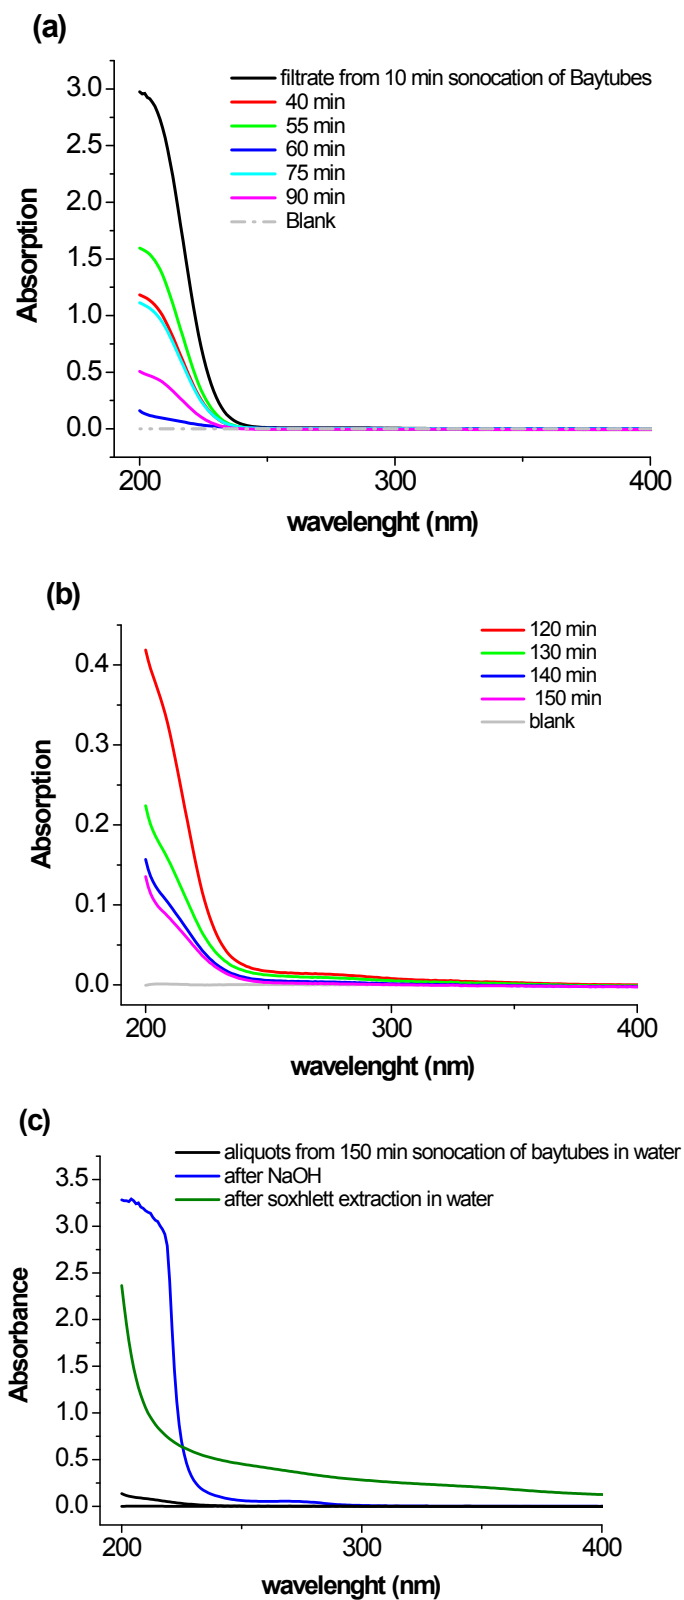 (a)
filtrate from 10 min sonocation of Baytubes
40 min
55 min
60 min
75 min
90 min
Blank
3.0
2.5
2.0
1.5
1.0
0.5
0.0
Absorption
200
300
400
wavelenght (nm)
(b)
120 min
130 min
140 min
150 min
blank
0.4
0.3
0.2
0.1
0.0
Absorption
200
300
400
wavelenght (nm)
(c)
aliquots from 150 min sonocation of baytubes in water
after NaOH
after soxhlett extraction in water
3.5
3.0
2.5
2.0
1.5
1.0
0.5
0.0
Absorbance
200
300
400
wavelenght (nm)